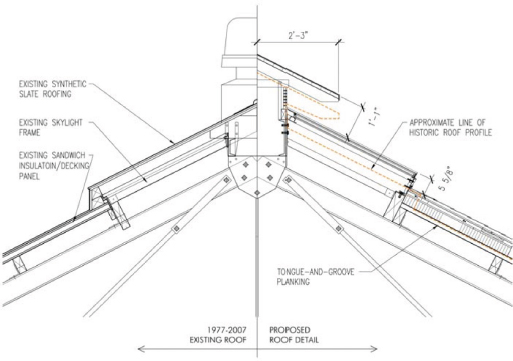 2'-3"
EXISTING SYNTHETIC
SLATE ROOFING
EXISTING SKYLIGHT
FRAME
EXISTING SANDWICH
INSULATOIN/DECKING
PANEL
1'-1"
APPROXIMATE LINE OF
HISTORIC ROOF PROFILE
5 5/8"
TONGUE-AND-GROOVE
PLANKING
1977-2007
EXISTING ROOF
PROPOSED
ROOF DETAIL